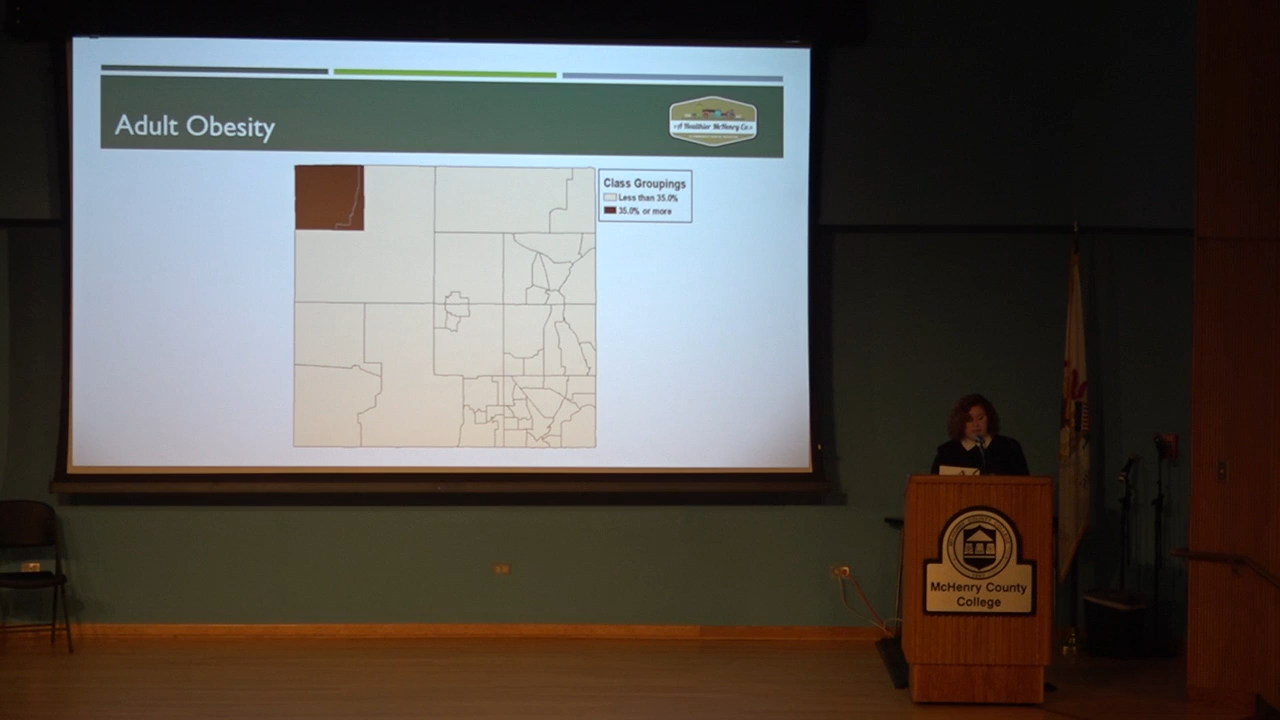 Adult Obesity
A Healthier McHenry Co.
Class Groupings
Less than 35.0%
35.0% or more
McHenry County
College